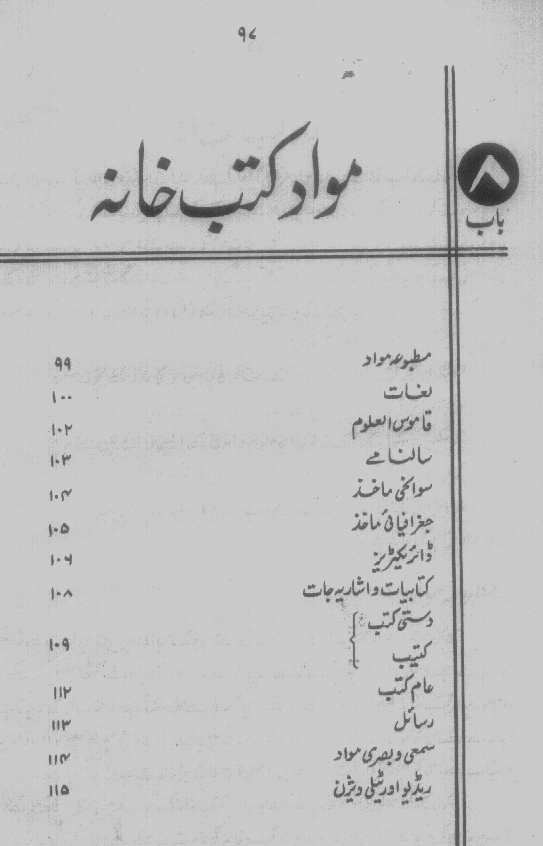 ۹۷
۸
باب
مواد کتب خانہ
مطبوعہ مواد ۹۹
لغات ۱۰۰
قاموس العلوم ۱۰۲
سالنامے ۱۰۳
سوانحی ماخذ ۱۰۴
جغرافیائی ماخذ ۱۰۵
ڈائریکٹریز ۱۰۶
کتابیات و اشاریہ جات ۱۰۸
دستی کتب
کتیب ۱۰۹
عام کتب ۱۱۲
رسائل ۱۱۳
سمعی و بصری مواد ۱۱۴
ریڈیو اور ٹیلی ویژن ۱۱۵